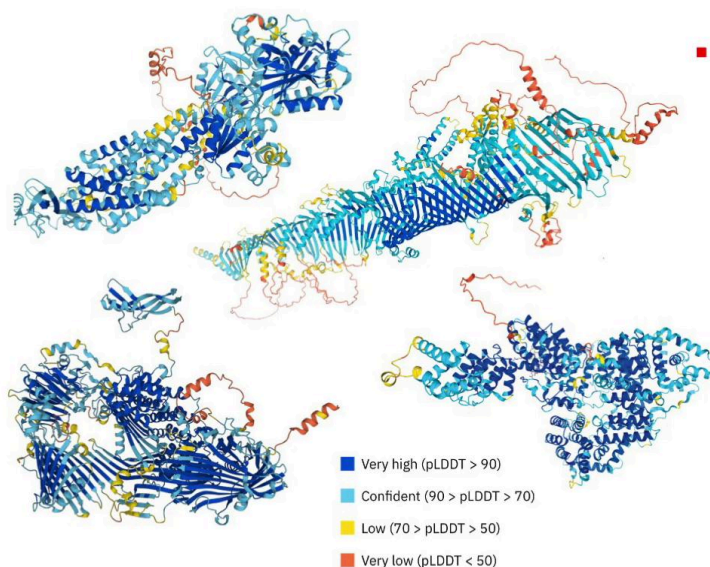 Very high (pLDDT > 90)
Confident (90 > pLDDT > 70)
Low (70 > pLDDT > 50)
Very low (pLDDT < 50)